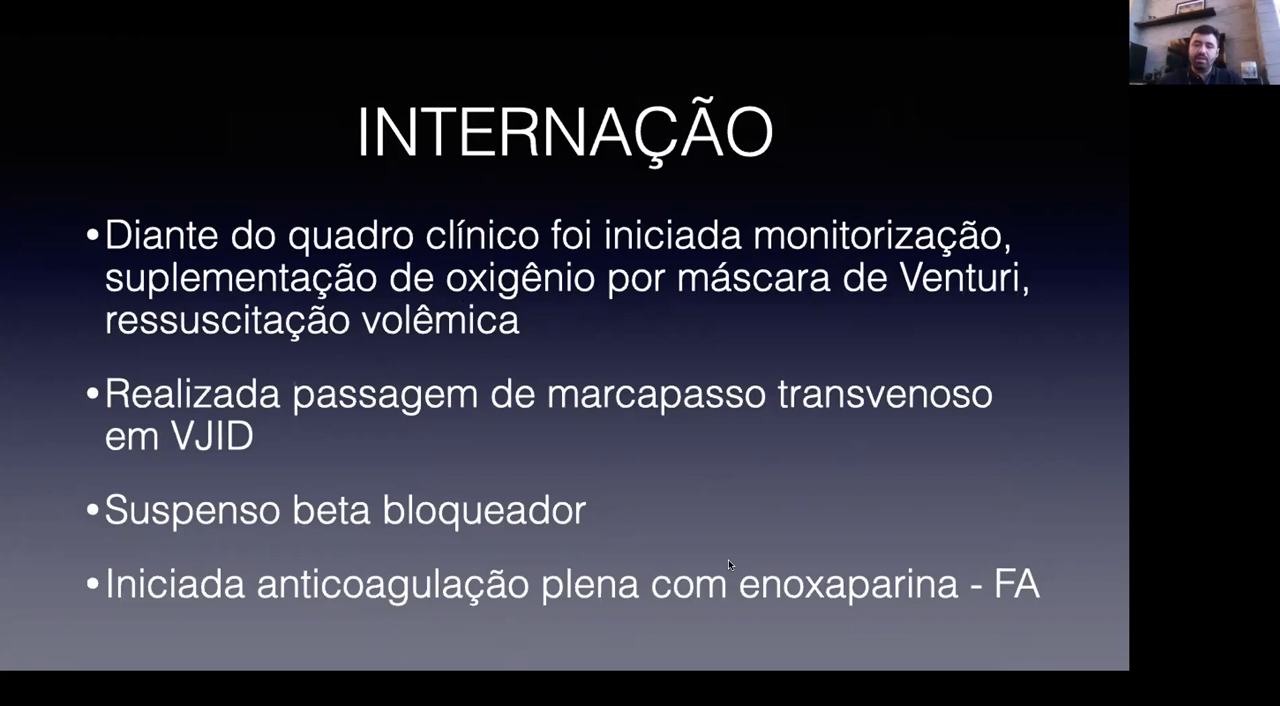 INTERNAÇÃO
•Diante do quadro clínico foi iniciada monitorização,
suplementação de oxigênio por máscara de Venturi,
ressuscitação volêmica
•Realizada passagem de marcapasso transvenoso
em VJID
•Suspenso beta bloqueador
•Iniciada anticoagulação plena com enoxaparina - FA